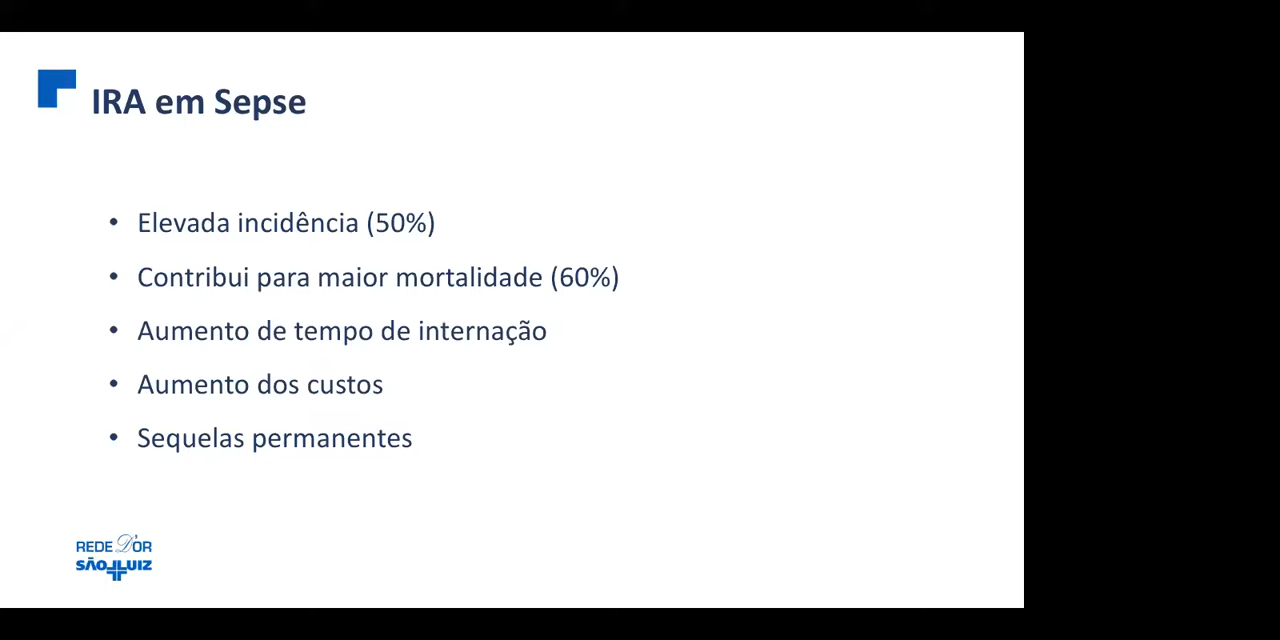 IRA em Sepse
• Elevada incidência (50%)
• Contribui para maior mortalidade (60%)
• Aumento de tempo de internação
• Aumento dos custos
• Sequelas permanentes
REDE D'OR
SÃO LUIZ